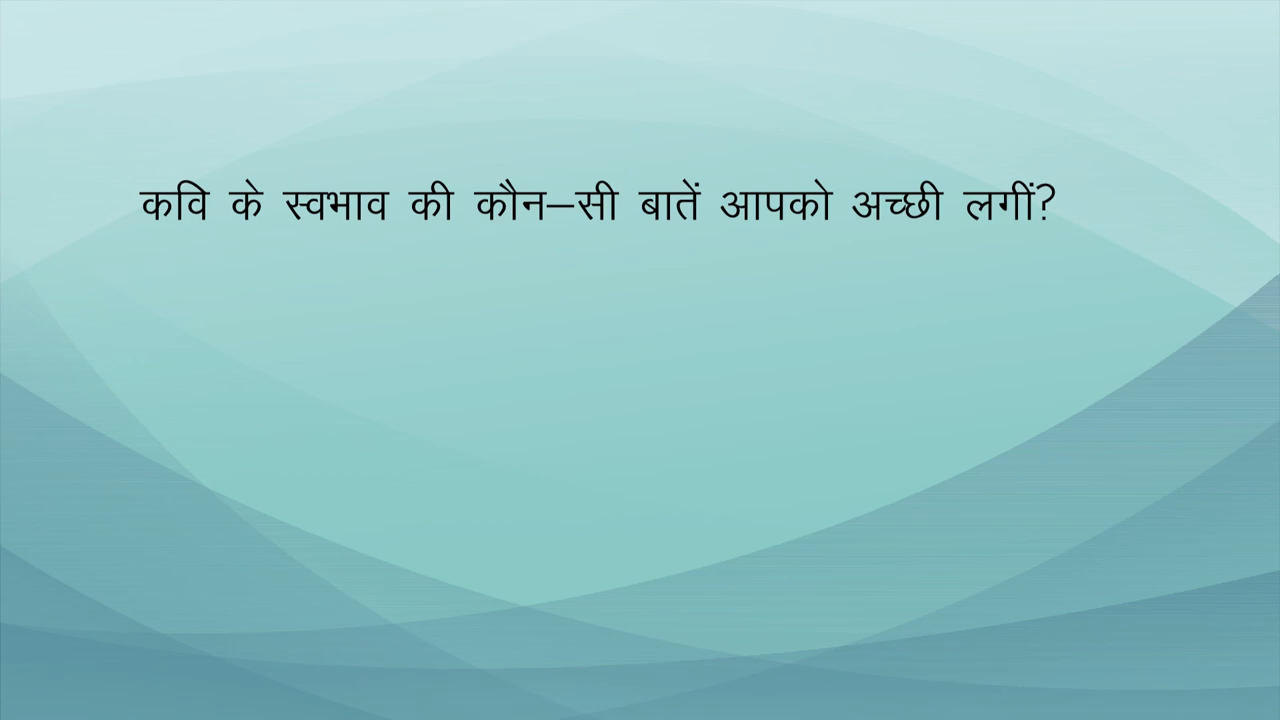 कवि के स्वभाव की कौन–सी बातें आपको अच्छी लगीं?